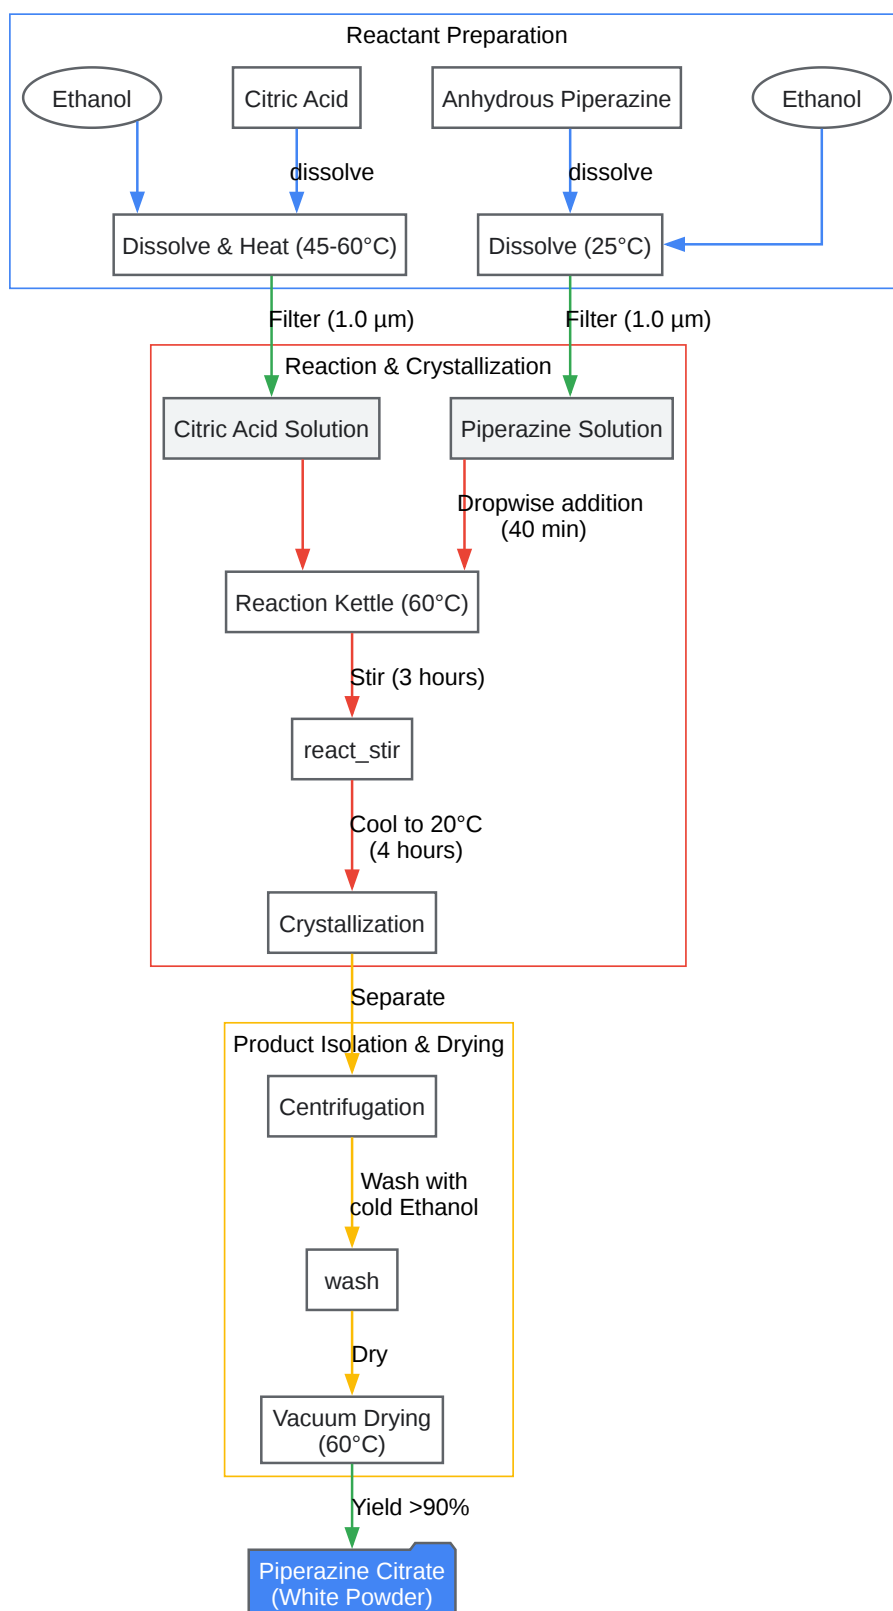 Reactant Preparation
Ethanol
Citric Acid
Anhydrous Piperazine
Ethanol
dissolve
dissolve
Dissolve & Heat (45-60°C)
Dissolve (25°C)
Filter (1.0 µm)
Filter (1.0 µm)
Reaction & Crystallization
Citric Acid Solution
Piperazine Solution
Dropwise addition
(40 min)
Reaction Kettle (60°C)
Stir (3 hours)
react_stir
Cool to 20°C
(4 hours)
Crystallization
Separate
Product Isolation & Drying
Centrifugation
Wash with
cold Ethanol
wash
Dry
Vacuum Drying
(60°C)
Yield >90%
Piperazine Citrate
(White Powder)